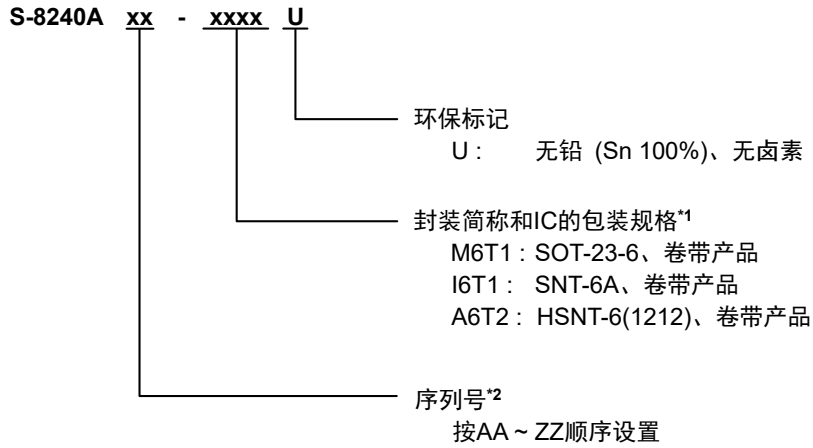 S-8240A xx - xxxx U
环保标记
U : 无铅 (Sn 100%)、无卤素
封装简称和IC的包装规格*1
M6T1 : SOT-23-6、卷带产品
I6T1 : SNT-6A、卷带产品
A6T2 : HSNT-6(1212)、卷带产品
序列号*2
按AA ~ ZZ顺序设置